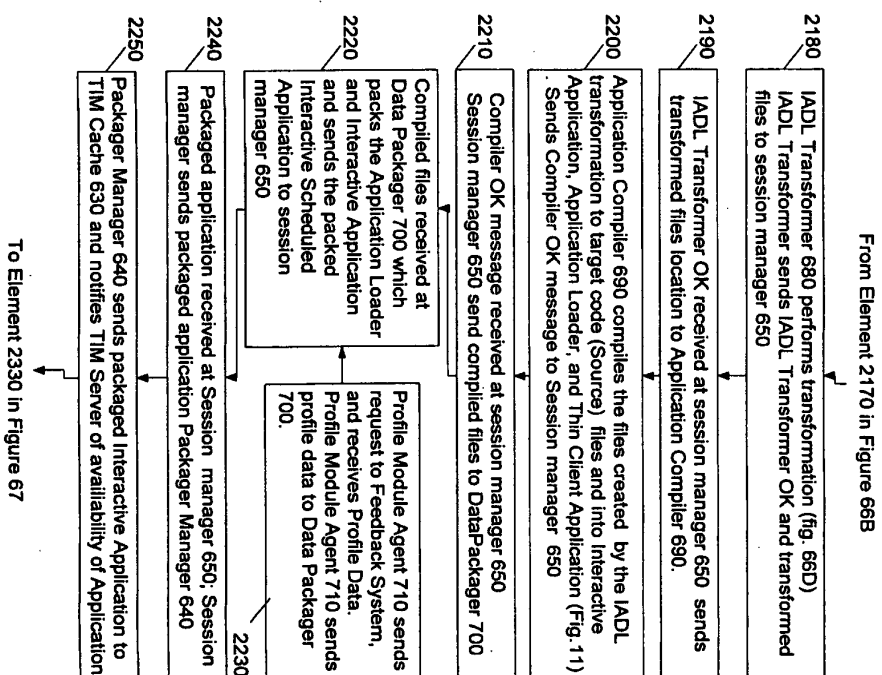 From Element 2170 in Figure 66B
2180
IADL Transformer 680 performs transformation (fig. 66D)
IADL Transformer sends IADL Transformer OK and transformed
files to session manager 650
2190
IADL Transformer OK received at session manager 650 sends
transformed files location to Application Compiler 690.
2200
Application Compiler 690 compiles the files created by the IADL
transformation to target code (Source) files and into Interactive
Application, Application Loader, and Thin Client Application (Fig.11)
. Sends Compiler OK message to Session manager 650
2210
Compiler OK message received at session manager 650
Session manager 650 send compiled files to DataPackager 700
2220
Compiled files received at
Data Packager 700 which
packs the Application Loader
and Interactive Application
and sends the packed
Interactive Scheduled
Application to session
manager 650
Profile Module Agent 710 sends
request to Feedback System,
and receives Profile Data.
Profile Module Agent 710 sends
profile data to Data Packager
700.
2230
2240
Packaged application received at Session manager 650; Session
manager sends packaged application Packager Manager 640
2250
Packager Manager 640 sends packaged Interactive Application to
TIM Cache 630 and notifies TIM Server of availiability of Application
To Element 2330 in Figure 67